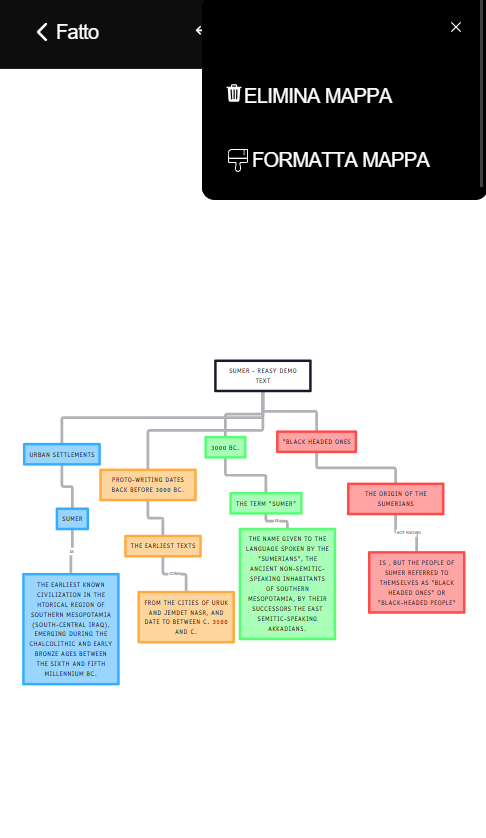 Fatto
ELIMINA MAPPA
FORMATTA MAPPA
SUMER - REASY DEMO
TEXT
URBAN SETTLEMENTS
SUMER
IS
THE EARLIEST KNOWN
CIVILIZATION IN THE
HTORICAL REGION OF
SOUTHERN MESOPOTAMIA
(SOUTH-CENTRAL IRAQ),
EMERGING DURING THE
CHALCOLITHIC AND EARLY
BRONZE AGES BETWEEN
THE SIXTH AND FIFTH
MILLENNIUM BC.
PROTO-WRITING DATES
BACK BEFORE 3000 BC.
THE EARLIEST TEXTS
COME
FROM THE CITIES OF URUK
AND JEMDET NASR, AND
DATE TO BETWEEN C. 3500
AND C.
3000 BC.
THE TERM "SUMER"
IS
THE NAME GIVEN TO THE
LANGUAGE SPOKEN BY THE
"SUMERIANS", THE
ANCIENT NON-SEMITIC-
SPEAKING INHABITANTS
OF SOUTHERN
MESOPOTAMIA, BY THEIR
SUCCESSORS THE EAST
SEMITIC-SPEAKING
AKKADIANS.
"BLACK HEADED ONES
THE ORIGIN OF THE
SUMERIANS
NOT KNOWN
IS , BUT THE PEOPLE OF
SUMER REFERRED TO
THEMSELVES AS "BLACK
HEADED ONES" OR
"BLACK-HEADED PEOPLE"